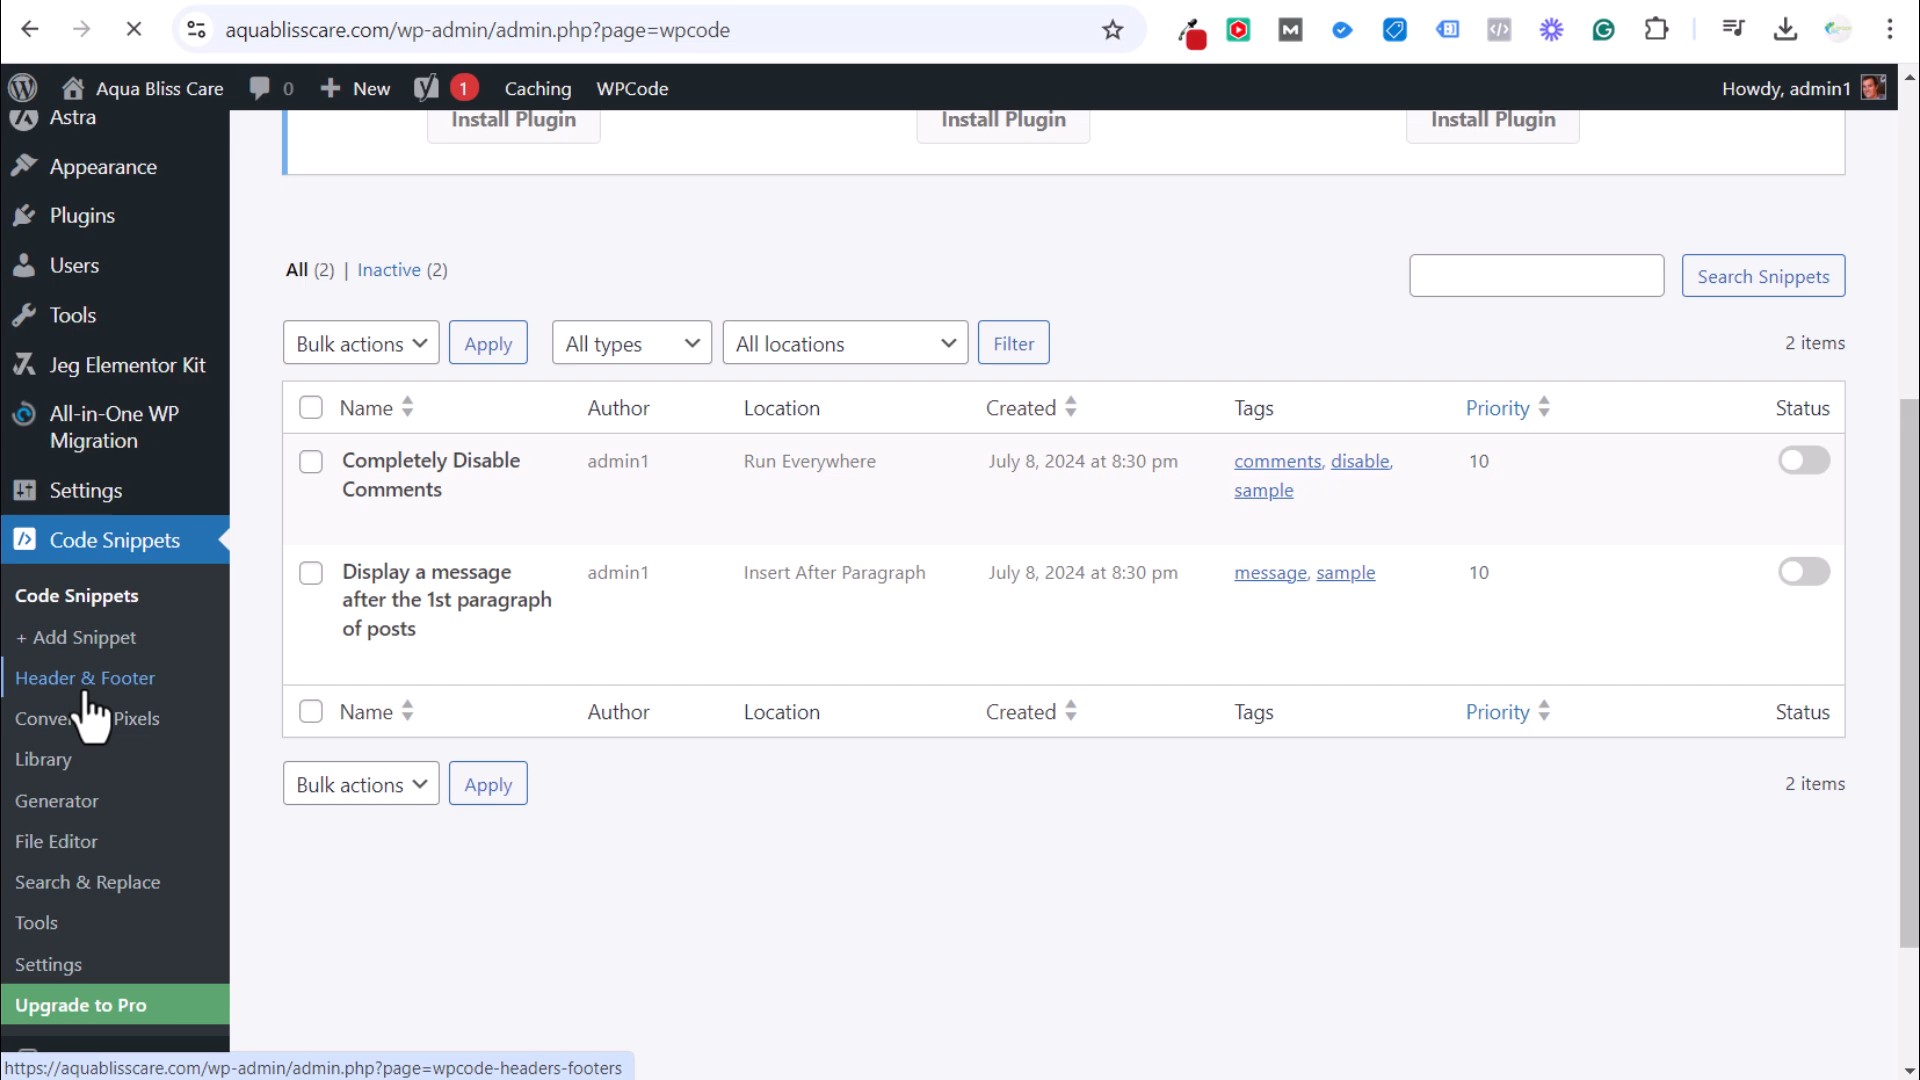 aquablisscare.com/wp-admin/admin.php?page=wpcode
Aqua Bliss Care 0 New 1 Caching WPCode Howdy, admin1
Astra
Appearance
Plugins
Users
Tools
Jeg Elementor Kit
All-in-One WP
Migration
Settings
Code Snippets
Code Snippets
+ Add Snippet
Header & Footer
Pixels
Library
Generator
File Editor
Search & Replace
Tools
Settings
Upgrade to Pro
Install Plugin Install Plugin Install Plugin
All (2) | Inactive (2) Search Snippets
Bulk actions Apply All types All locations Filter 2 items
Name Author Location Created Tags Priority Status
Completely Disable admin1 Run Everywhere July 8, 2024 at 8:30 pm comments, disable, 10
Comments sample
Display a message admin1 Insert After Paragraph July 8, 2024 at 8:30 pm message, sample 10
after the 1st paragraph
of posts
Name Author Location Created Tags Priority Status
Bulk actions Apply 2 items
https://aquablisscare.com/wp-admin/admin.php?page=wpcode-headers-footers